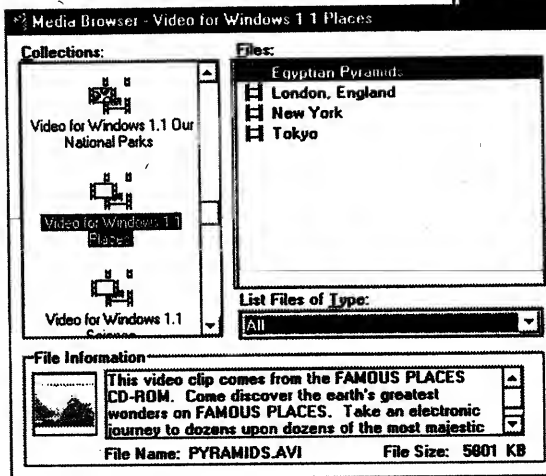 Media Browser - Video for Windows 1 1 Places
Collections:
Video for Windows 1.1 Our
National Parks
Video for Windows 1 1
Places
Video for Windows 1.1
Science
Files:
Egyptian Pyramids
London, England
New York
Tokyo
List Files of Type:
All
File Information
This video clip comes from the FAMOUS PLACES
CD-ROM. Come discover the earth's greatest
wonders on FAMOUS PLACES. Take an electronic
journey to dozens upon dozens of the most majestic
File Name: PYRAMIDS.AVI
File Size: 5601 KB